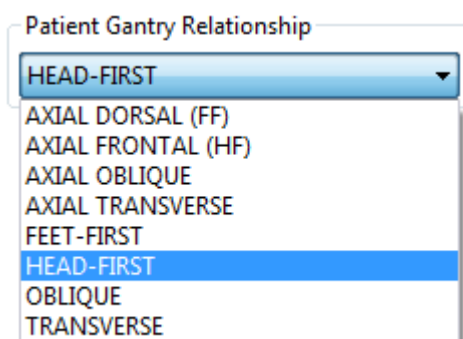 Patient Gantry Relationship
HEAD-FIRST
AXIAL DORSAL (FF)
AXIAL FRONTAL (HF)
AXIAL OBLIQUE
AXIAL TRANSVERSE
FEET-FIRST
HEAD-FIRST
OBLIQUE
TRANSVERSE